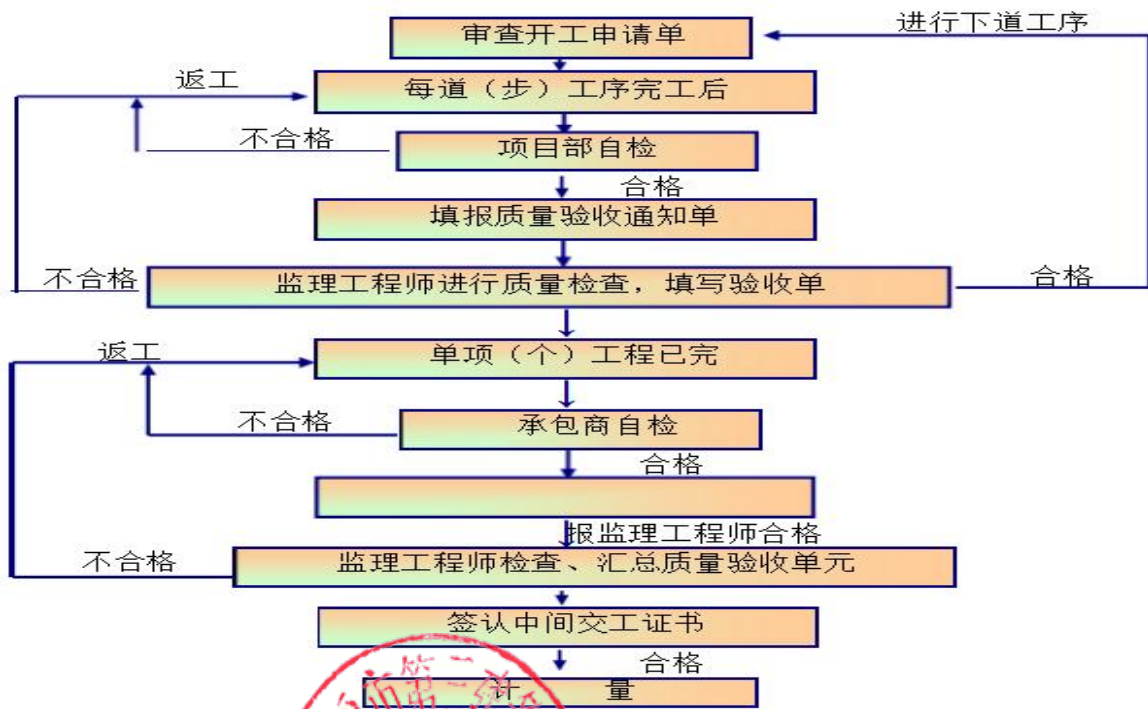 审查开工申请单
进行下道工序
返工
每道（步）工序完工后
不合格
项目部自检
合格
填报质量验收通知单
不合格
监理工程师进行质量检查，填写验收单
合格
返工
单项（个）工程已完
不合格
承包商自检
合格
报监理工程师合格
不合格
监理工程师检查、汇总质量验收单元
签认中间交工证书
合格
计 量
市第二